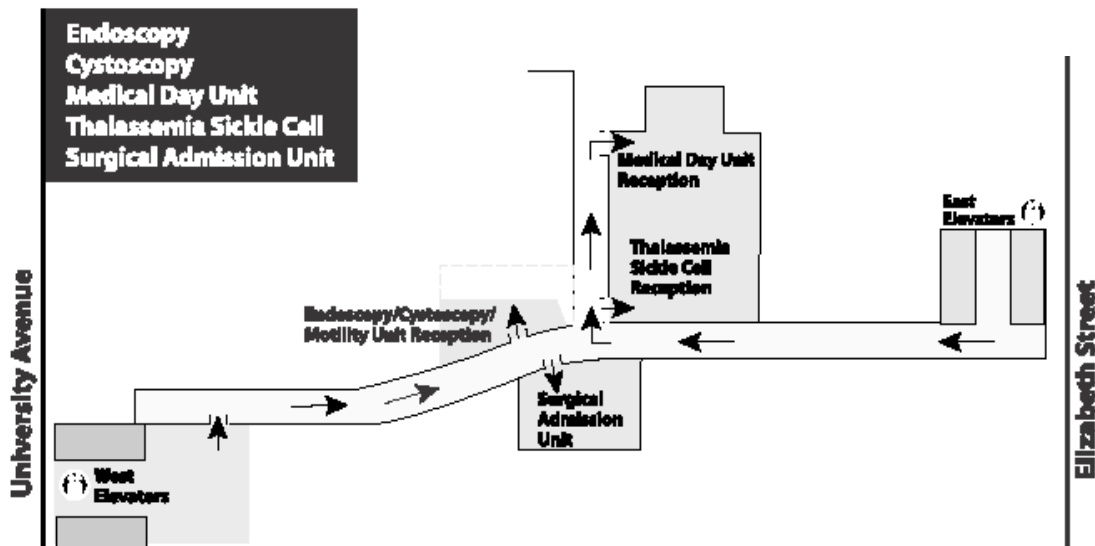 Endoscopy
Cystoscopy
Medical Day Unit
Thalassemia Sickle Cell
Surgical Admission Unit
Medical Day Unit
Reception
East
Elevators
Thalassemia
Sickle Cell
Reception
Endoscopy/Cystoscopy/
Motility Unit Reception
Surgical
Admission
Unit
West
Elevators
University Avenue
Elizabeth Street